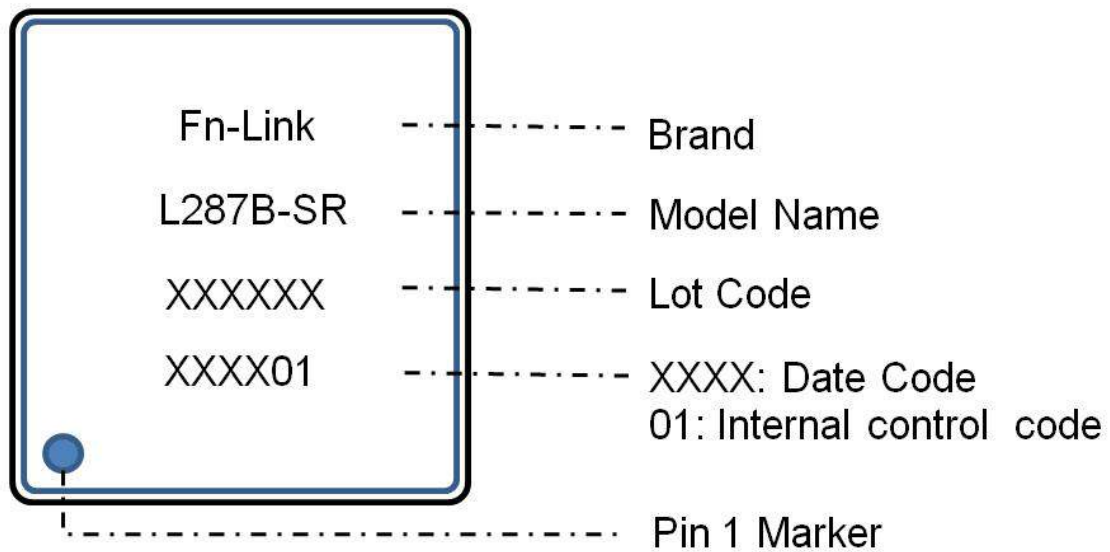 Fn-Link Brand
L287B-SR Model Name
XXXXXX Lot Code
XXXX01 XXXX: Date Code
01: Internal control code
Pin 1 Marker